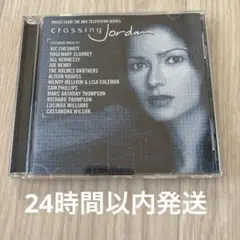 MUSIC FROM THE NBC TELEVISION SERIES
crossing Jordan
FEATURING MUSIC BY
VIC CHESNUTT
ROSEMARY CLOONEY
JILL HENNESSY
JOE HENRY
THE HOLMES BROTHERS
ALISON KRAUSS
WENDY MELVOIN & LISA COLEMAN
SAM PHILLIPS
MARC ANTHONY THOMPSON
RICHARD THOMPSON
LUCINDA WILLIAMS
CASSANDRA WILSON
24時間以内発送